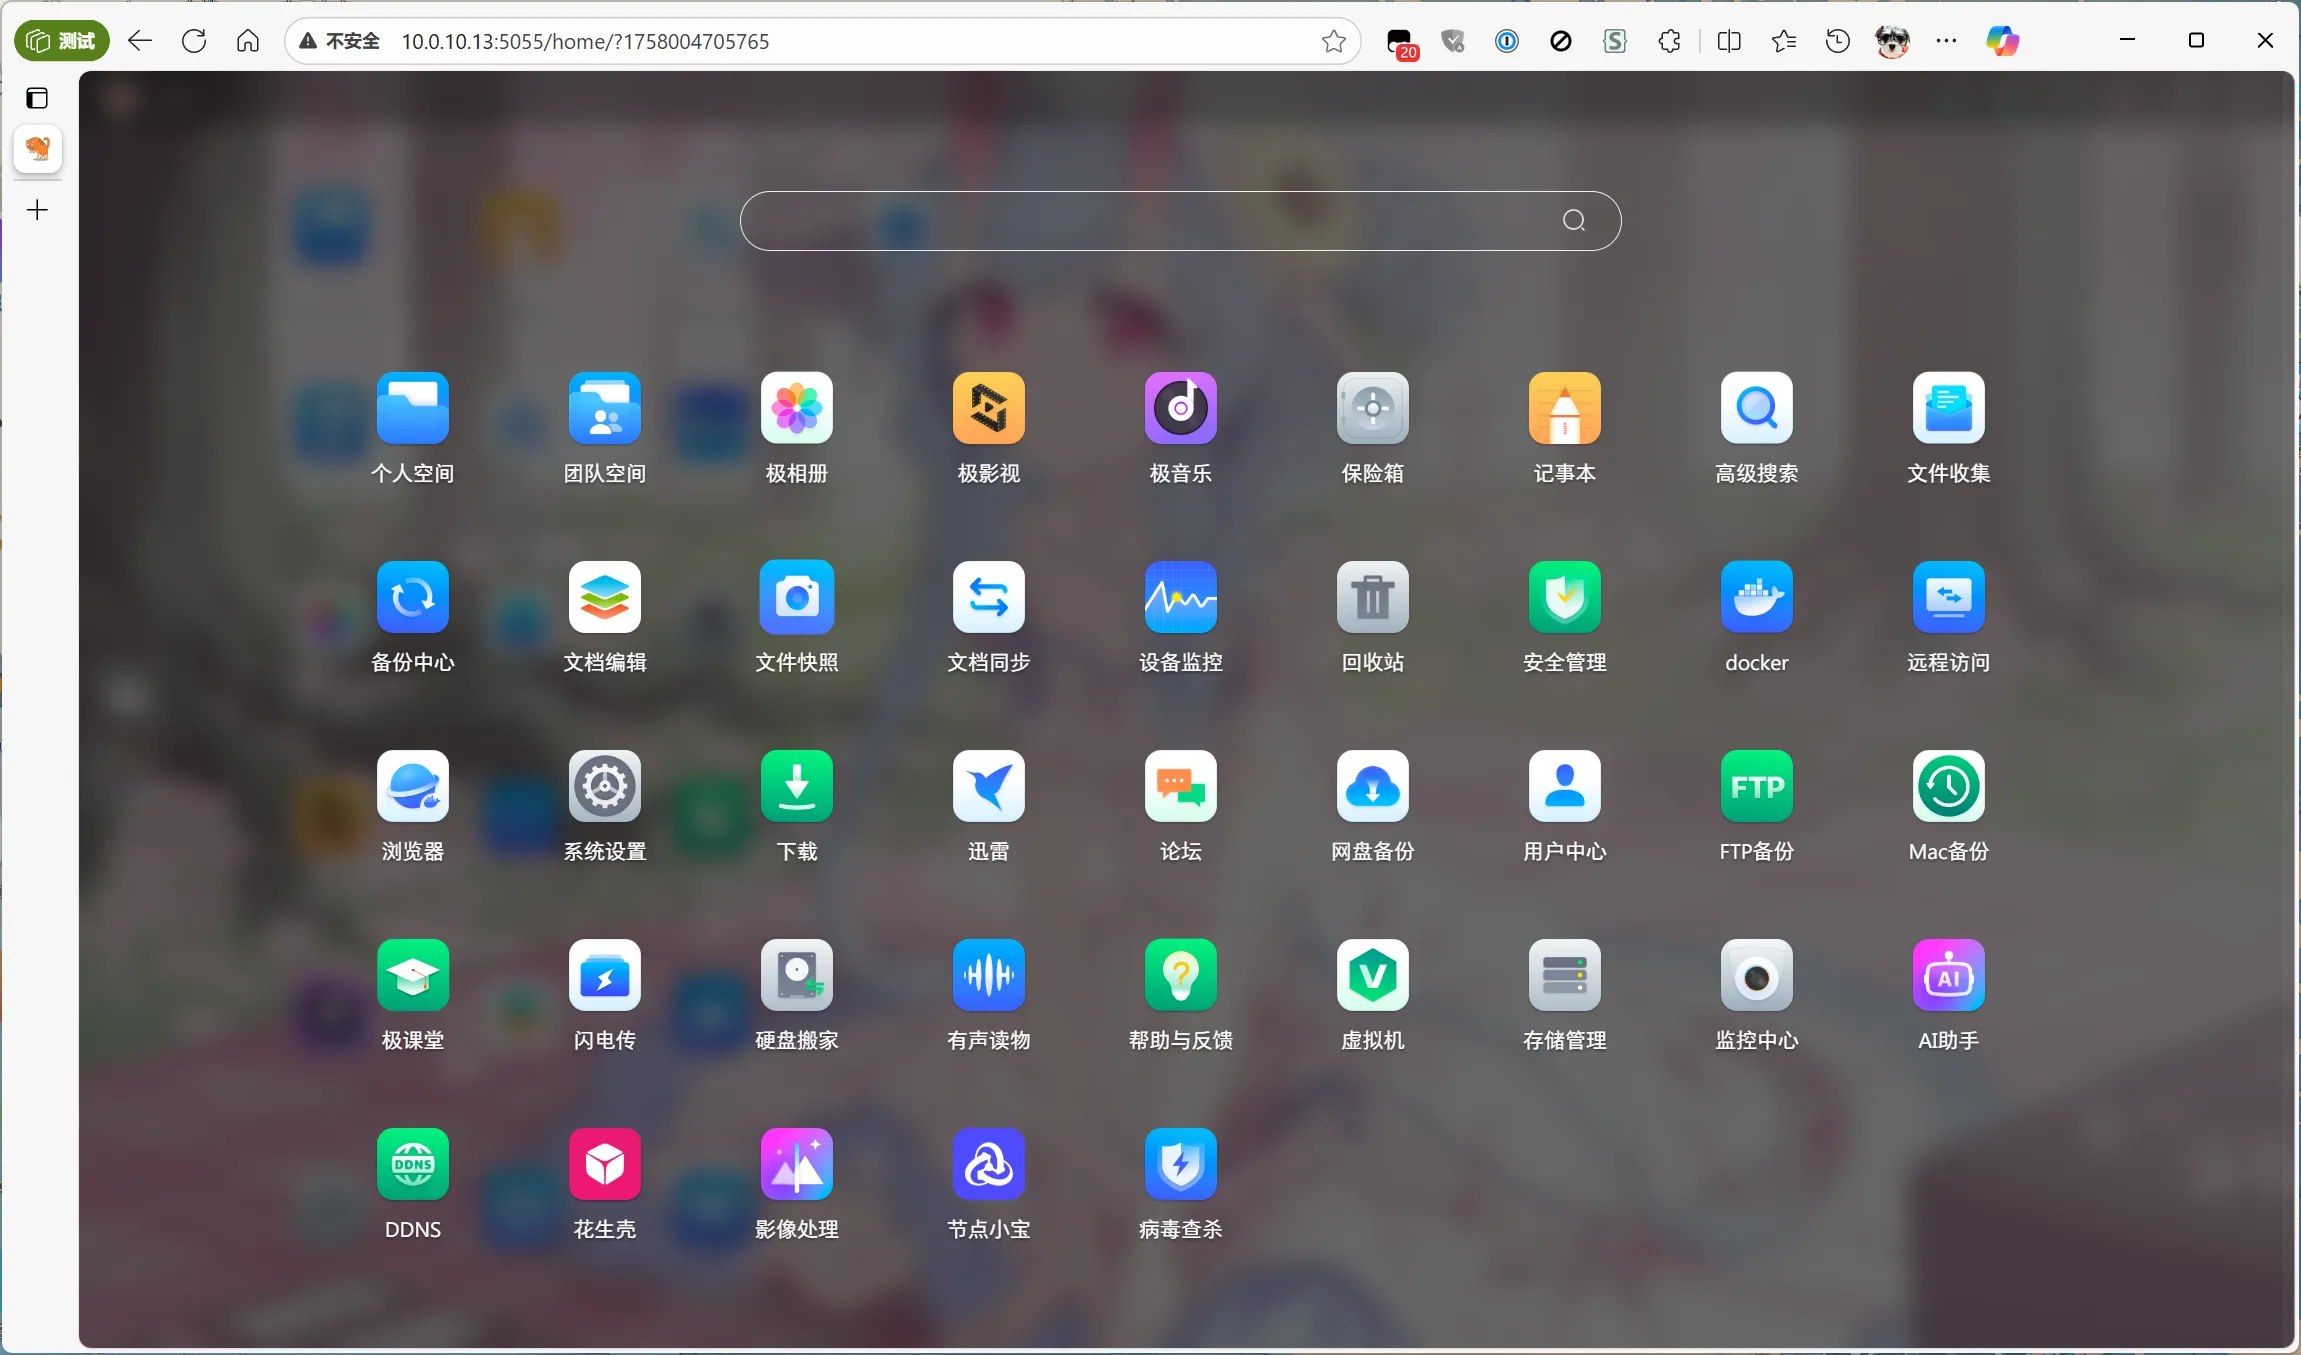 测试
不安全 10.0.10.13:5055/home/?1758004705765
20
个人空间 团队空间 极相册 极影视 极音乐 保险箱 记事本 高级搜索 文件收集
备份中心 文档编辑 文件快照 文档同步 设备监控 回收站 安全管理 docker 远程访问
FTP
浏览器 系统设置 下载 迅雷 论坛 网盘备份 用户中心 FTP备份 Mac备份
AI
极课堂 闪电传 硬盘搬家 有声读物 帮助与反馈 虚拟机 存储管理 监控中心 AI助手
DDNS
DDNS 花生壳 影像处理 节点小宝 病毒查杀